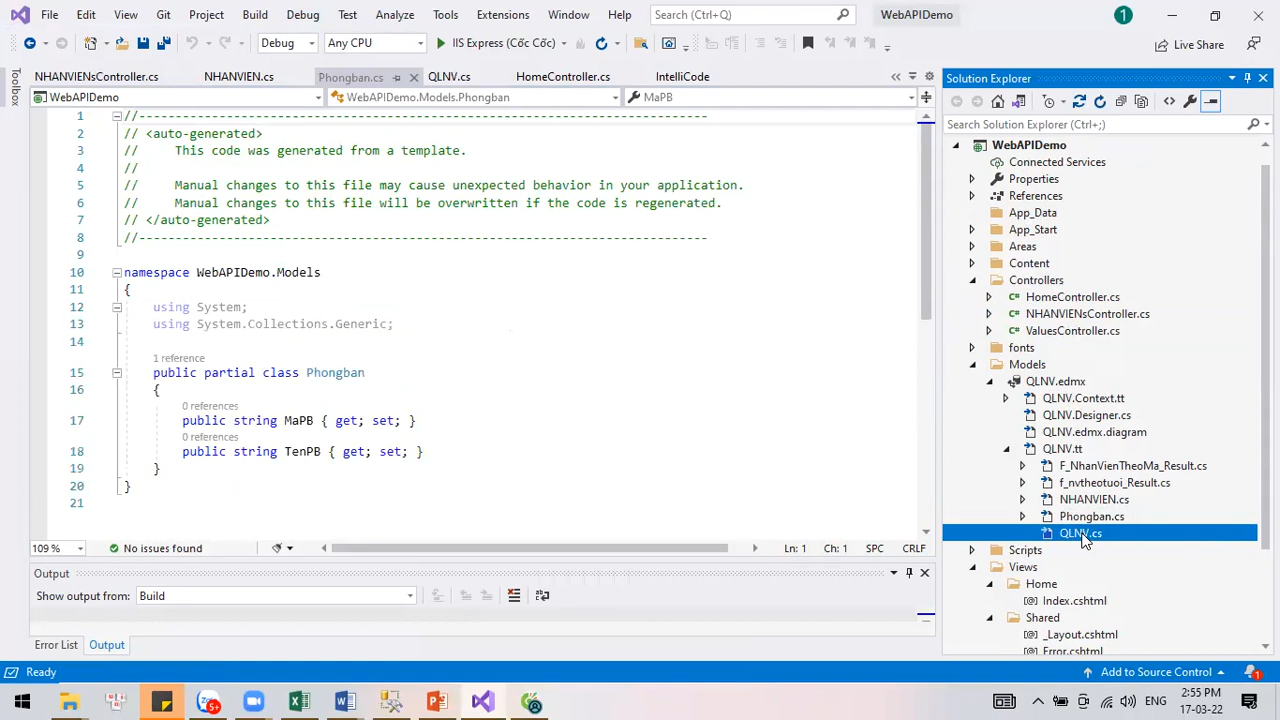 File Edit View Git Project Build Debug Test Analyze Tools Extensions Window Help Search (Ctrl+Q) WebAPIDemo 1
Debug Any CPU IIS Express (Cốc Cốc) Live Share
Toolbox
NHANVIENsController.cs NHANVIEN.cs Phongban.cs QLNV.cs HomeController.cs IntelliCode
WebAPIDemo WebAPIDemo.Models.Phongban MaPB
1 //------------------------------------------------------------------------------
2 // <auto-generated>
3 // This code was generated from a template.
4 //
5 // Manual changes to this file may cause unexpected behavior in your application.
6 // Manual changes to this file will be overwritten if the code is regenerated.
7 // </auto-generated>
8 //------------------------------------------------------------------------------
9
10 namespace WebAPIDemo.Models
11 {
12 using System;
13 using System.Collections.Generic;
14
1 reference
15 public partial class Phongban
16 {
0 references
17 public string MaPB { get; set; }
0 references
18 public string TenPB { get; set; }
19 }
20 }
21
109 % No issues found Ln: 1 Ch: 1 SPC CRLF
Output
Show output from: Build
Error List Output
Solution Explorer
Search Solution Explorer (Ctrl+;)
WebAPIDemo
Connected Services
Properties
References
App_Data
App_Start
Areas
Content
Controllers
C# HomeController.cs
C# NHANVIENsController.cs
C# ValuesController.cs
fonts
Models
QLNV.edmx
QLNV.Context.tt
QLNV.Designer.cs
QLNV.edmx.diagram
QLNV.tt
F_NhanVienTheoMa_Result.cs
f_nvtheotuoi_Result.cs
NHANVIEN.cs
Phongban.cs
QLNV.cs
Scripts
Views
Home
[@] Index.cshtml
Shared
[@] _Layout.cshtml
[@] Error.cshtml
Ready Add to Source Control 1
Zalo 5+ ENG 2:55 PM
17-03-22